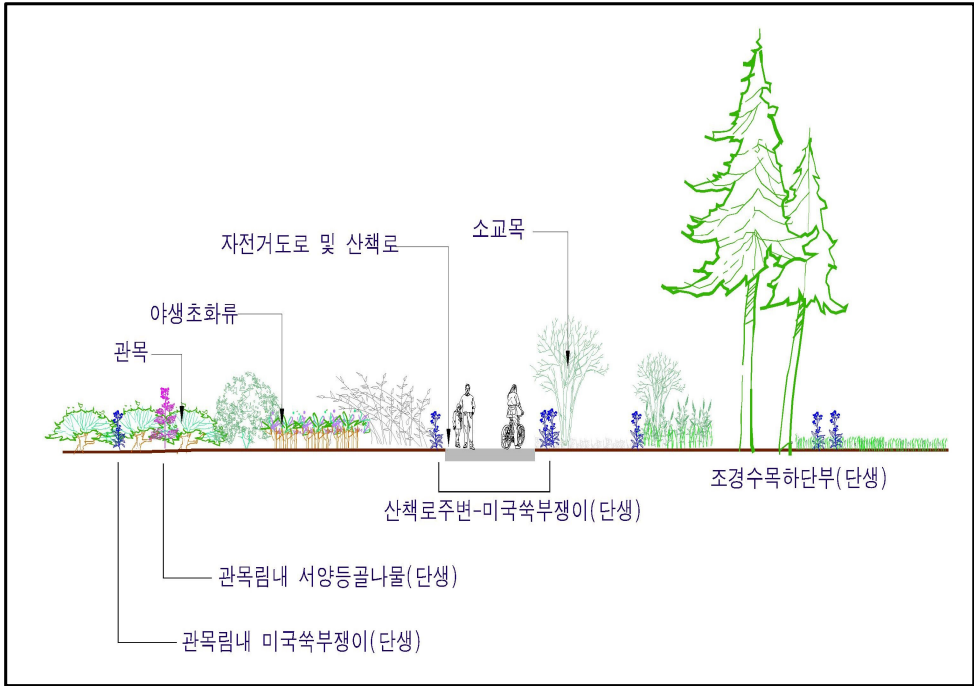 소교목
자전거도로 및 산책로
야생초화류
관목
조경수목하단부(단생)
산책로주변-미국쑥부쟁이(단생)
관목림내 서양등골나물(단생)
관목림내 미국쑥부쟁이(단생)